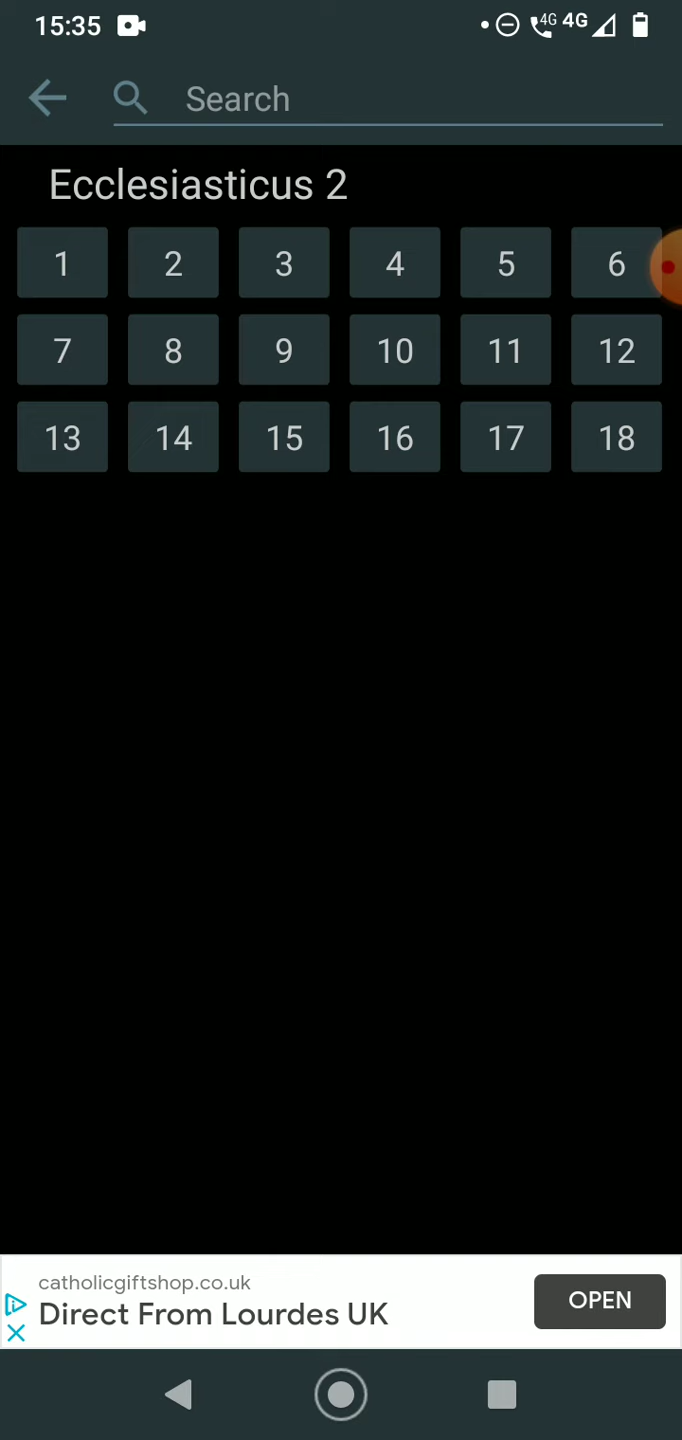 15:35
4G 4G
Search
Ecclesiasticus 2
1 2 3 4 5 6
7 8 9 10 11 12
13 14 15 16 17 18
catholicgiftshop.co.uk
Direct From Lourdes UK
OPEN